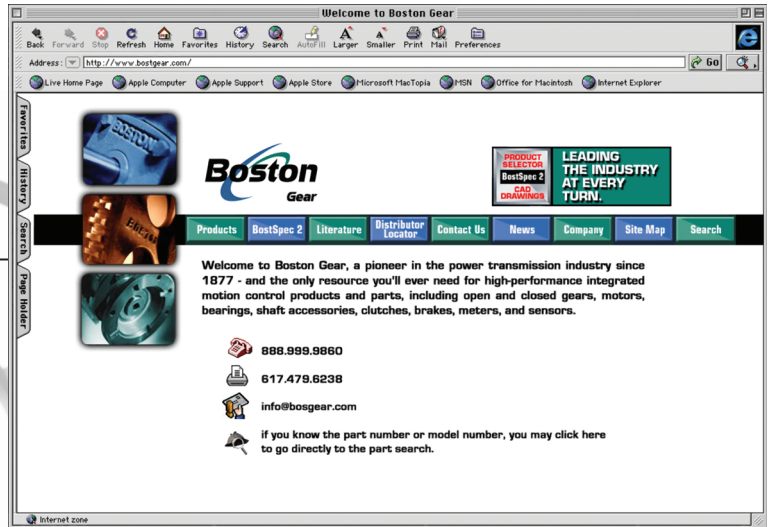 Welcome to Boston Gear
Back Forward Stop Refresh Home Favorites History Search AutoFill Larger Smaller Print Mail Preferences
Address: http://www.bostgear.com/ Go
Live Home Page Apple Computer Apple Support Apple Store Microsoft MacTopia MSN Office for Macintosh Internet Explorer
Favorites
History
Search
Page Holder
BOSTON
BOSTON
Boston
Gear
PRODUCT
SELECTOR
BostSpec 2
CAD
DRAWINGS
LEADING
THE INDUSTRY
AT EVERY
TURN.
Products BostSpec 2 Literature Distributor Locator Contact Us News Company Site Map Search
Welcome to Boston Gear, a pioneer in the power transmission industry since
1877 - and the only resource you'll ever need for high-performance integrated
motion control products and parts, including open and closed gears, motors,
bearings, shaft accessories, clutches, brakes, meters, and sensors.
888.999.9860
617.479.6238
info@bosgear.com
if you know the part number or model number, you may click here
to go directly to the part search.
Internet zone